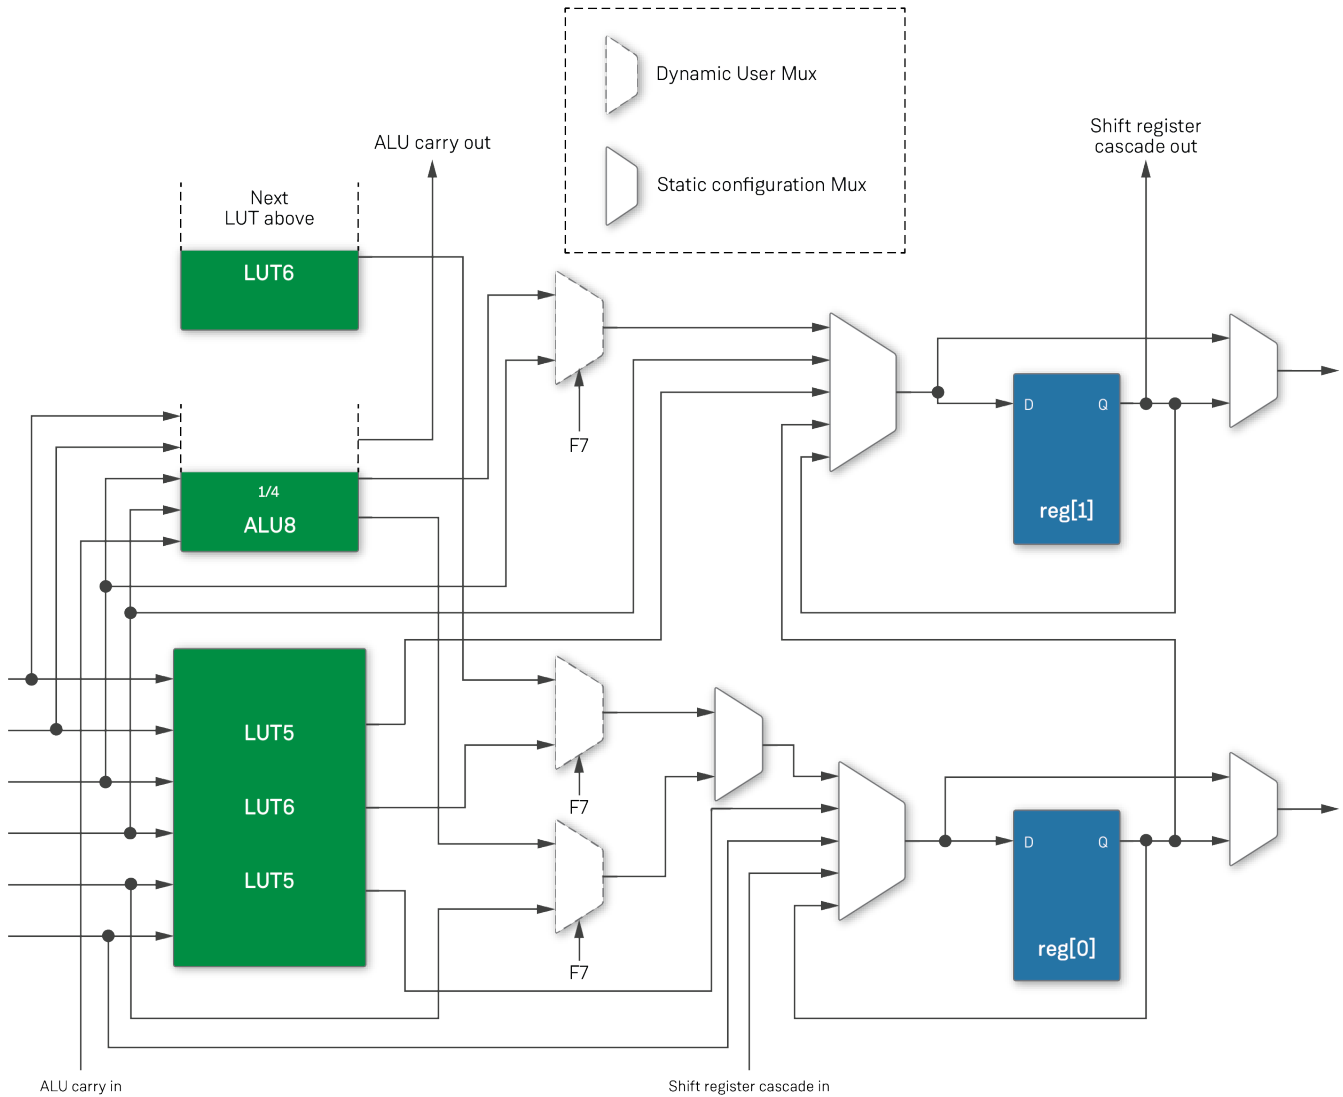 Dynamic User Mux
Static configuration Mux
ALU carry out
Shift register
cascade out
Next
LUT above
LUT6
F7
1/4
ALU8
D
Q
reg[1]
LUT5
LUT6
LUT5
F7
F7
D
Q
reg[0]
ALU carry in
Shift register cascade in